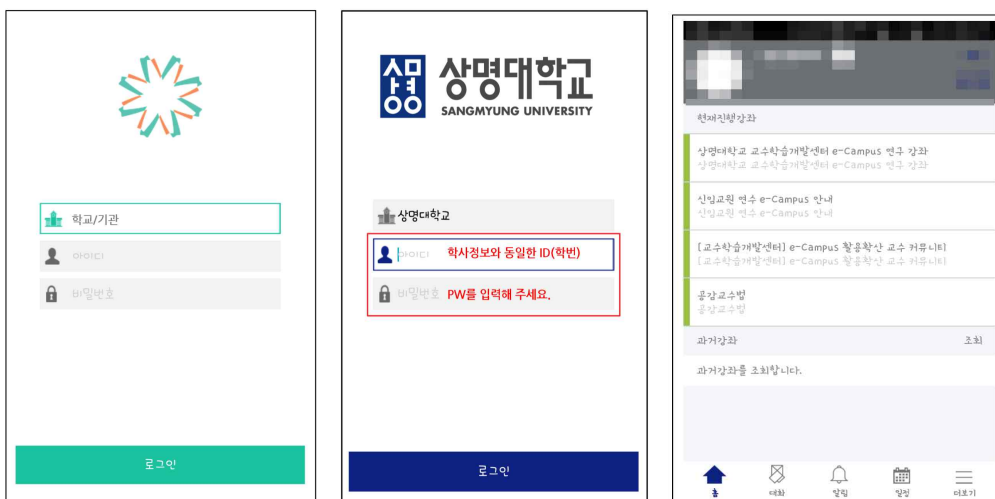 학교/기관
아이디
비밀번호
로그인
상명대학교
SANGMYUNG UNIVERSITY
상명대학교
아이디 학사정보와 동일한 ID(학번)
비밀번호 PW를 입력해 주세요.
로그인
현재진행강좌
상명대학교 교수학습개발센터 e-Campus 연구 강좌
상명대학교 교수학습개발센터 e-Campus 연구 강좌
신임교원 연수 e-Campus 안내
신임교원 연수 e-Campus 안내
[교수학습개발센터] e-Campus 활용확산 교수 커뮤니티
[교수학습개발센터] e-Campus 활용확산 교수 커뮤니티
공감교수법
공감교수법
과거강좌 조회
과거강좌를 조회합니다.
홈 대화 알림 일정 더보기